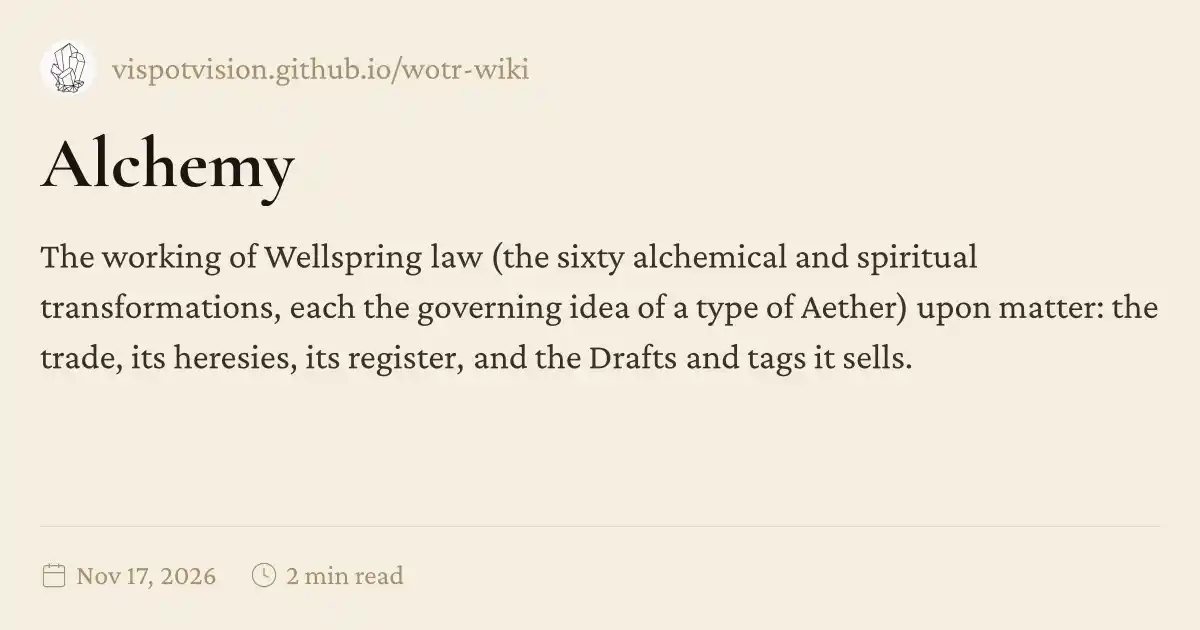 vispotvision.github.io/wotr-wiki
Alchemy
The working of Wellspring law (the sixty alchemical and spiritual
transformations, each the governing idea of a type of Aether) upon matter: the
trade, its heresies, its register, and the Drafts and tags it sells.
Nov 17, 2026 2 min read